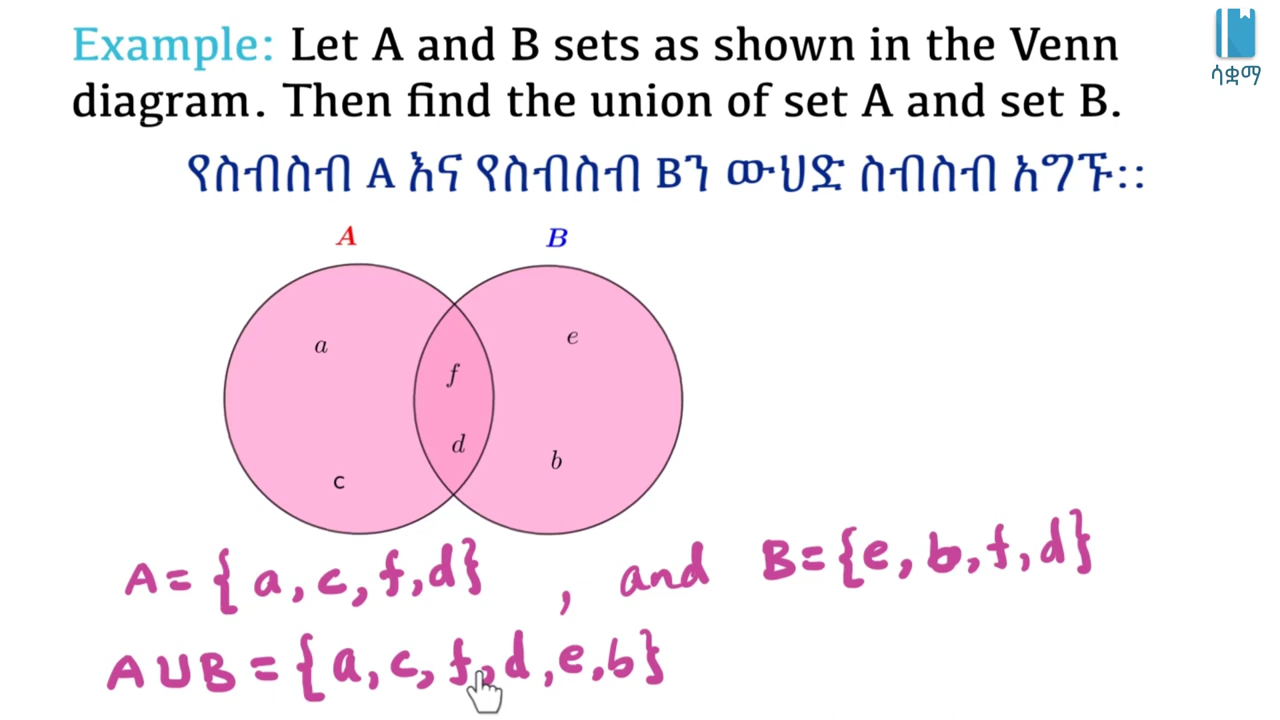 Example: Let A and B sets as shown in the Venn
diagram. Then find the union of set A and set B.
ሳቋማ
የስብስብ A እና የስብስብ Bን ውህድ ስብስብ አግኙ::
A
B
a
e
f
d
b
c
A = { a, c, f, d } , and B = {e, b, f, d}
A U B = { a, c, f, d, e, b }